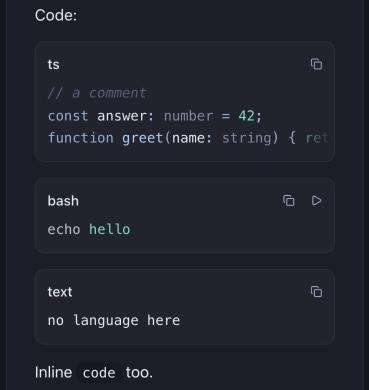 Code:
ts
// a comment
const answer: number = 42;
function greet(name: string) { ret
bash
echo hello
text
no language here
Inline code too.